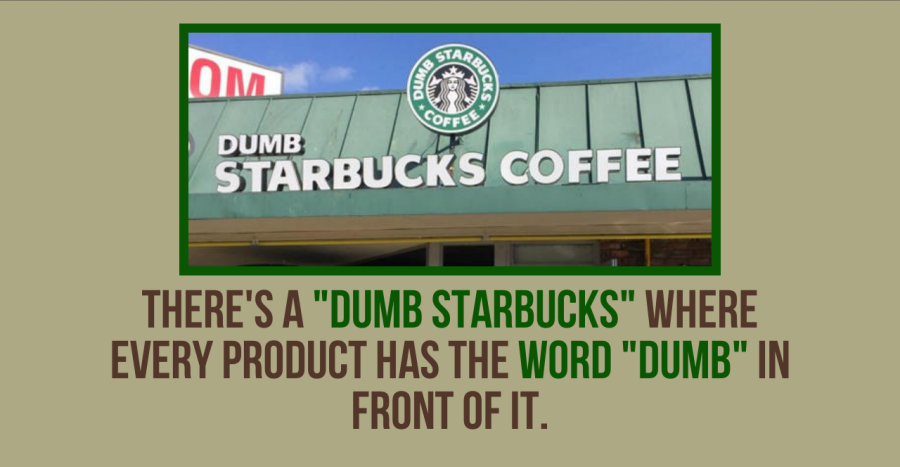 OM
DUMB STARBUCKS
COFFEE
DUMB
STARBUCKS COFFEE
THERE'S A "DUMB STARBUCKS" WHERE
EVERY PRODUCT HAS THE WORD "DUMB" IN
FRONT OF IT.